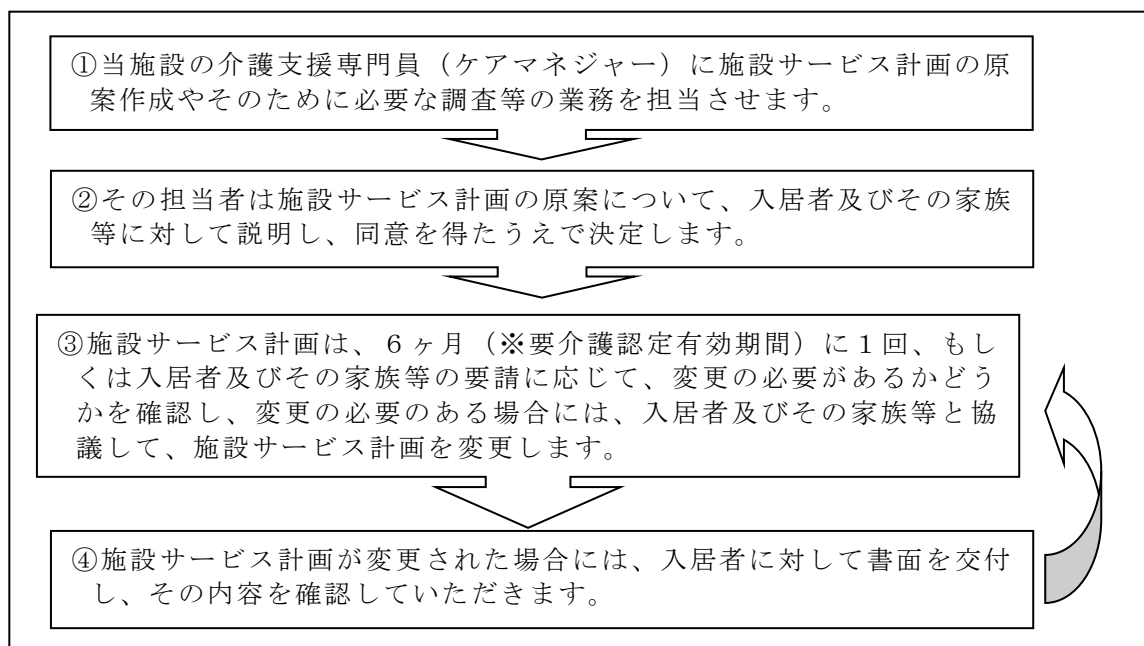 ①当施設の介護支援専門員（ケアマネジャー）に施設サービス計画の原
案作成やそのために必要な調査等の業務を担当させます。
②その担当者は施設サービス計画の原案について、入居者及びその家族
等に対して説明し、同意を得たうえで決定します。
③施設サービス計画は、６ヶ月（※要介護認定有効期間）に１回、もし
くは入居者及びその家族等の要請に応じて、変更の必要があるかどう
かを確認し、変更の必要のある場合には、入居者及びその家族等と協
議して、施設サービス計画を変更します。
④施設サービス計画が変更された場合には、入居者に対して書面を交付
し、その内容を確認していただきます。